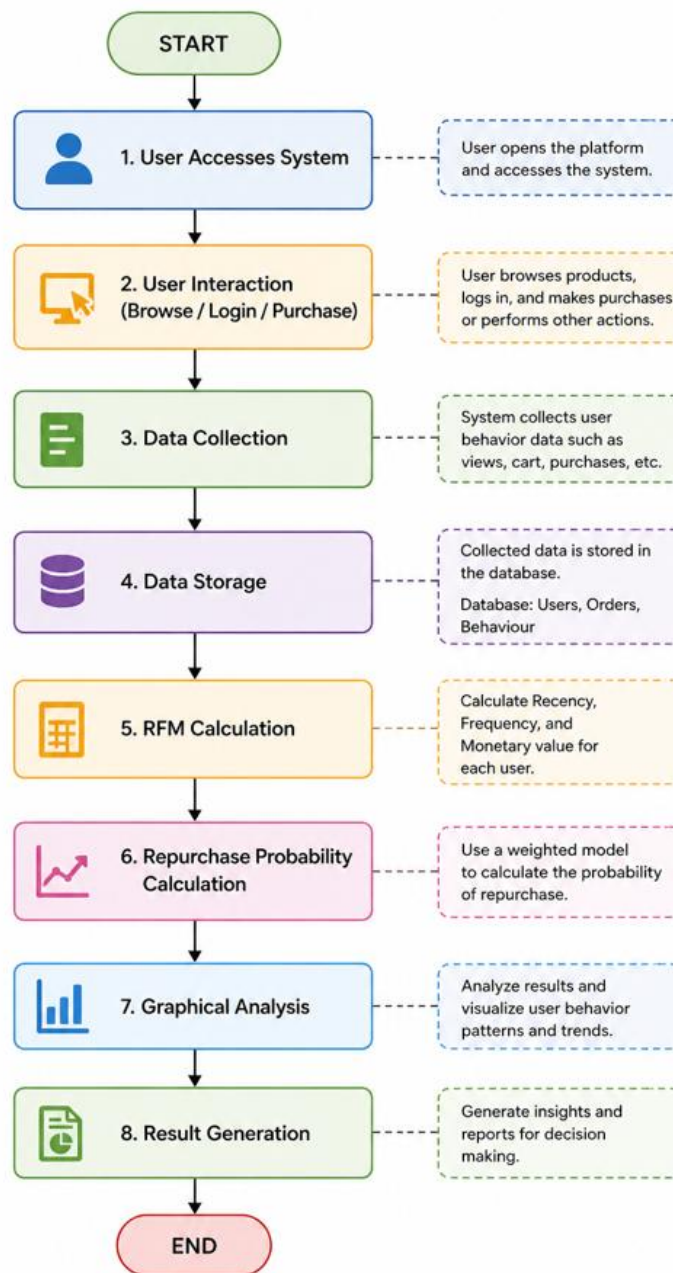 START
1. User Accesses System
User opens the platform
and accesses the system.
2. User Interaction
(Browse / Login / Purchase)
User browses products,
logs in, and makes purchases
or performs other actions.
3. Data Collection
System collects user
behavior data such as
views, cart, purchases, etc.
4. Data Storage
Collected data is stored in
the database.
Database: Users, Orders,
Behaviour
5. RFM Calculation
Calculate Recency,
Frequency, and
Monetary value for
each user.
6. Repurchase Probability
Calculation
Use a weighted model
to calculate the probability
of repurchase.
7. Graphical Analysis
Analyze results and
visualize user behavior
patterns and trends.
8. Result Generation
Generate insights and
reports for decision
making.
END